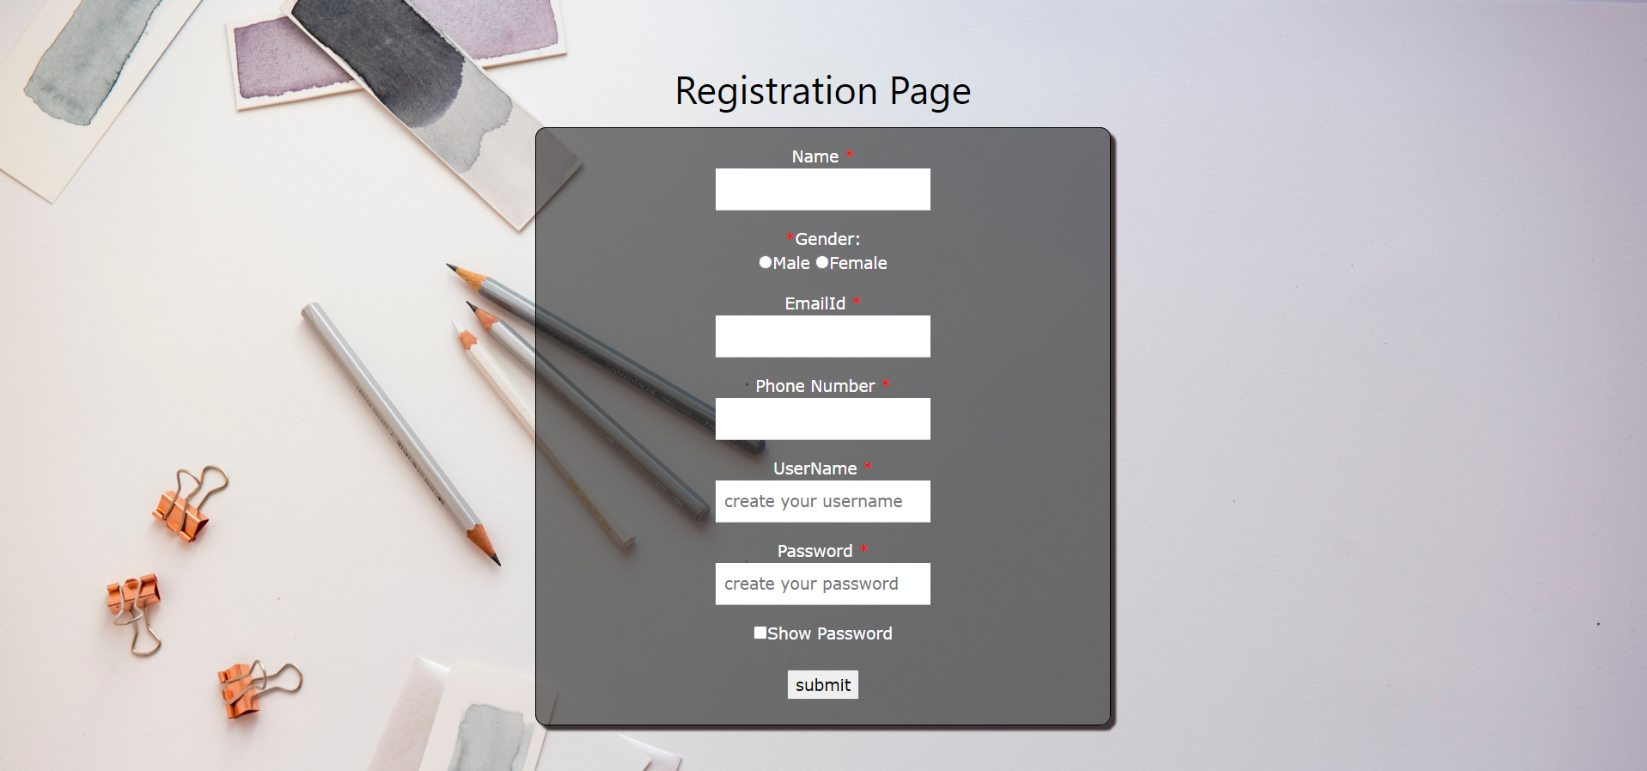 Registration Page
Name *
*Gender:
Male Female
EmailId *
Phone Number *
UserName *
create your username
Password *
create your password
Show Password
submit